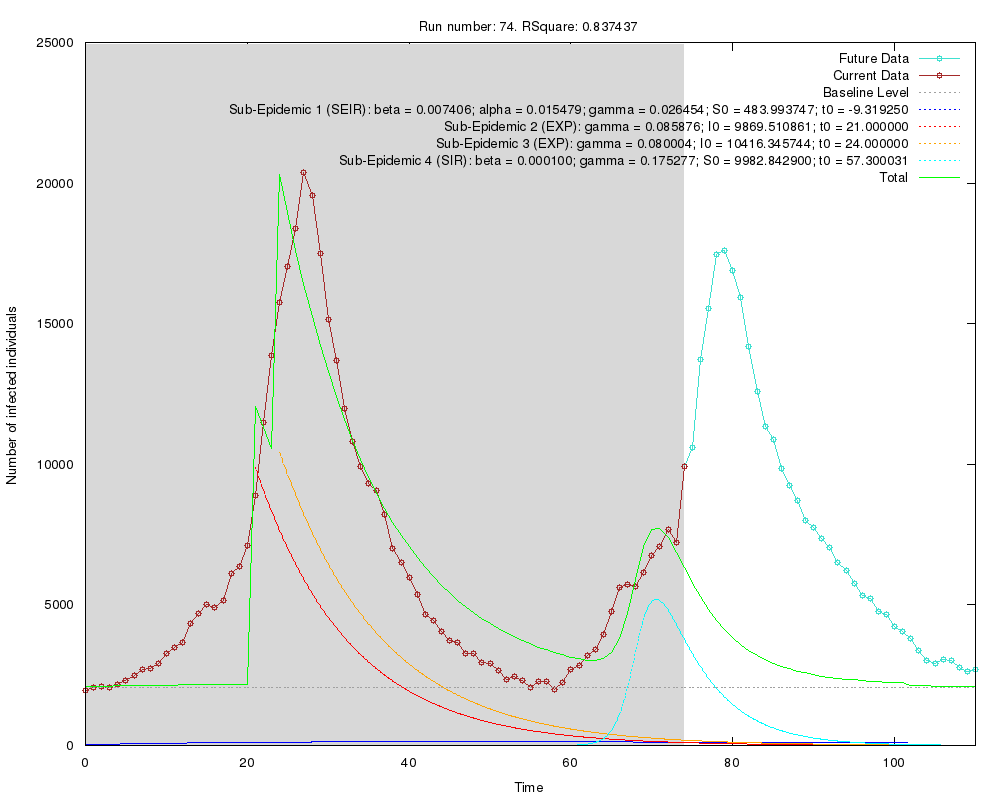 Run number: 74. RSquare: 0.837437
25000
Future Data
Current Data
Baseline Level
Sub-Epidemic 1 (SEIR): beta = 0.007406; alpha = 0.015479; gamma = 0.026454; S0 = 483.993747; t0 = -9.319250
Sub-Epidemic 2 (EXP): gamma = 0.085876; I0 = 9869.510861; t0 = 21.000000
Sub-Epidemic 3 (EXP): gamma = 0.080004; I0 = 10416.345744; t0 = 24.000000
Sub-Epidemic 4 (SIR): beta = 0.000100; gamma = 0.175277; S0 = 9982.842900; t0 = 57.300031
Total
20000
15000
Number of infected individuals
10000
5000
0
0 20 40 60 80 100
Time